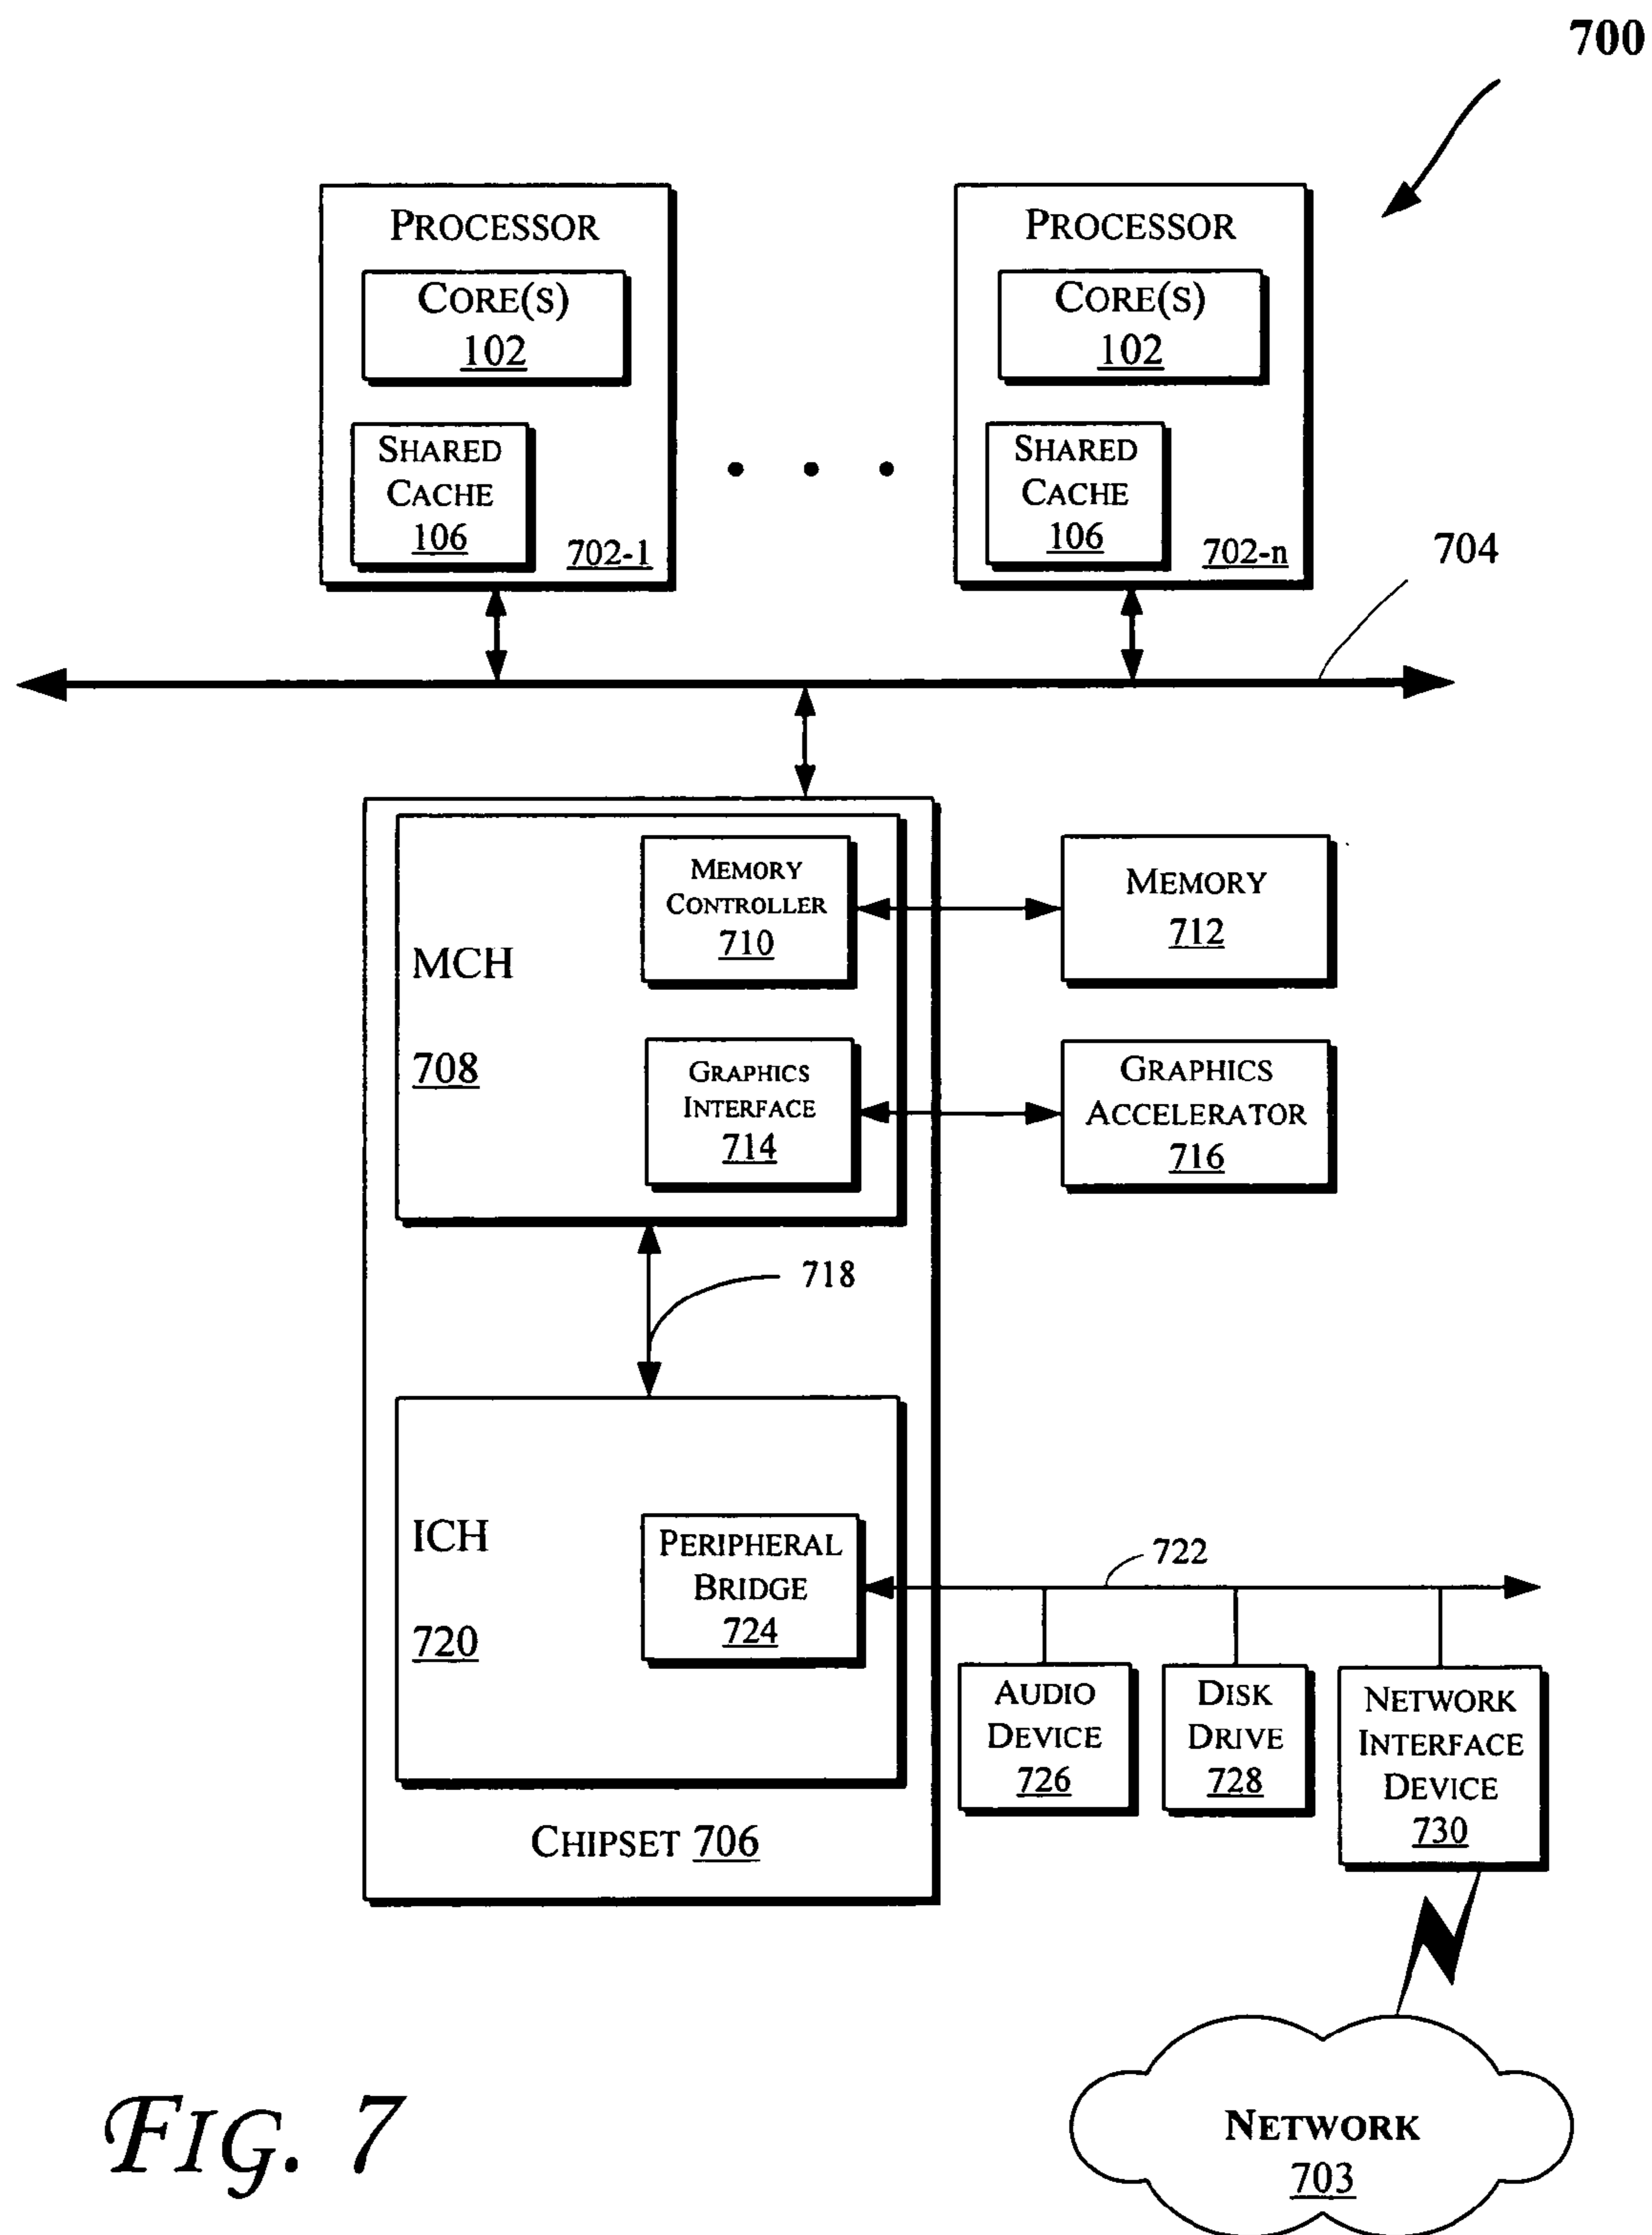 700
PROCESSOR
CORE(S)
102
SHARED
CACHE
106
702-1
PROCESSOR
CORE(S)
102
SHARED
CACHE
106
702-n
704
MEMORY
CONTROLLER
710
MEMORY
712
MCH
708
GRAPHICS
INTERFACE
714
GRAPHICS
ACCELERATOR
716
718
ICH
720
PERIPHERAL
BRIDGE
724
722
AUDIO
DEVICE
726
DISK
DRIVE
728
NETWORK
INTERFACE
DEVICE
730
CHIPSET 706
NETWORK
703
FIG. 7